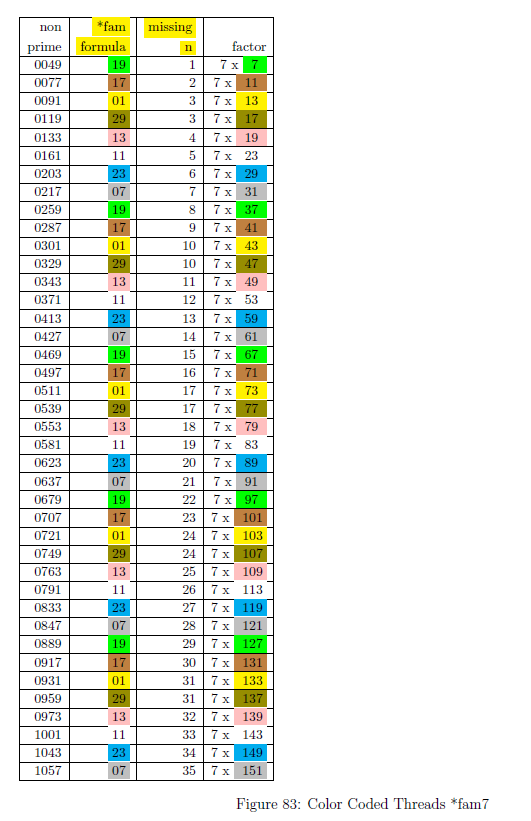 non *fam missing
prime formula n factor
0049 19 1 7 x 7
0077 17 2 7 x 11
0091 01 3 7 x 13
0119 29 3 7 x 17
0133 13 4 7 x 19
0161 11 5 7 x 23
0203 23 6 7 x 29
0217 07 7 7 x 31
0259 19 8 7 x 37
0287 17 9 7 x 41
0301 01 10 7 x 43
0329 29 10 7 x 47
0343 13 11 7 x 49
0371 11 12 7 x 53
0413 23 13 7 x 59
0427 07 14 7 x 61
0469 19 15 7 x 67
0497 17 16 7 x 71
0511 01 17 7 x 73
0539 29 17 7 x 77
0553 13 18 7 x 79
0581 11 19 7 x 83
0623 23 20 7 x 89
0637 07 21 7 x 91
0679 19 22 7 x 97
0707 17 23 7 x 101
0721 01 24 7 x 103
0749 29 24 7 x 107
0763 13 25 7 x 109
0791 11 26 7 x 113
0833 23 27 7 x 119
0847 07 28 7 x 121
0889 19 29 7 x 127
0917 17 30 7 x 131
0931 01 31 7 x 133
0959 29 31 7 x 137
0973 13 32 7 x 139
1001 11 33 7 x 143
1043 23 34 7 x 149
1057 07 35 7 x 151
Figure 83: Color Coded Threads *fam7